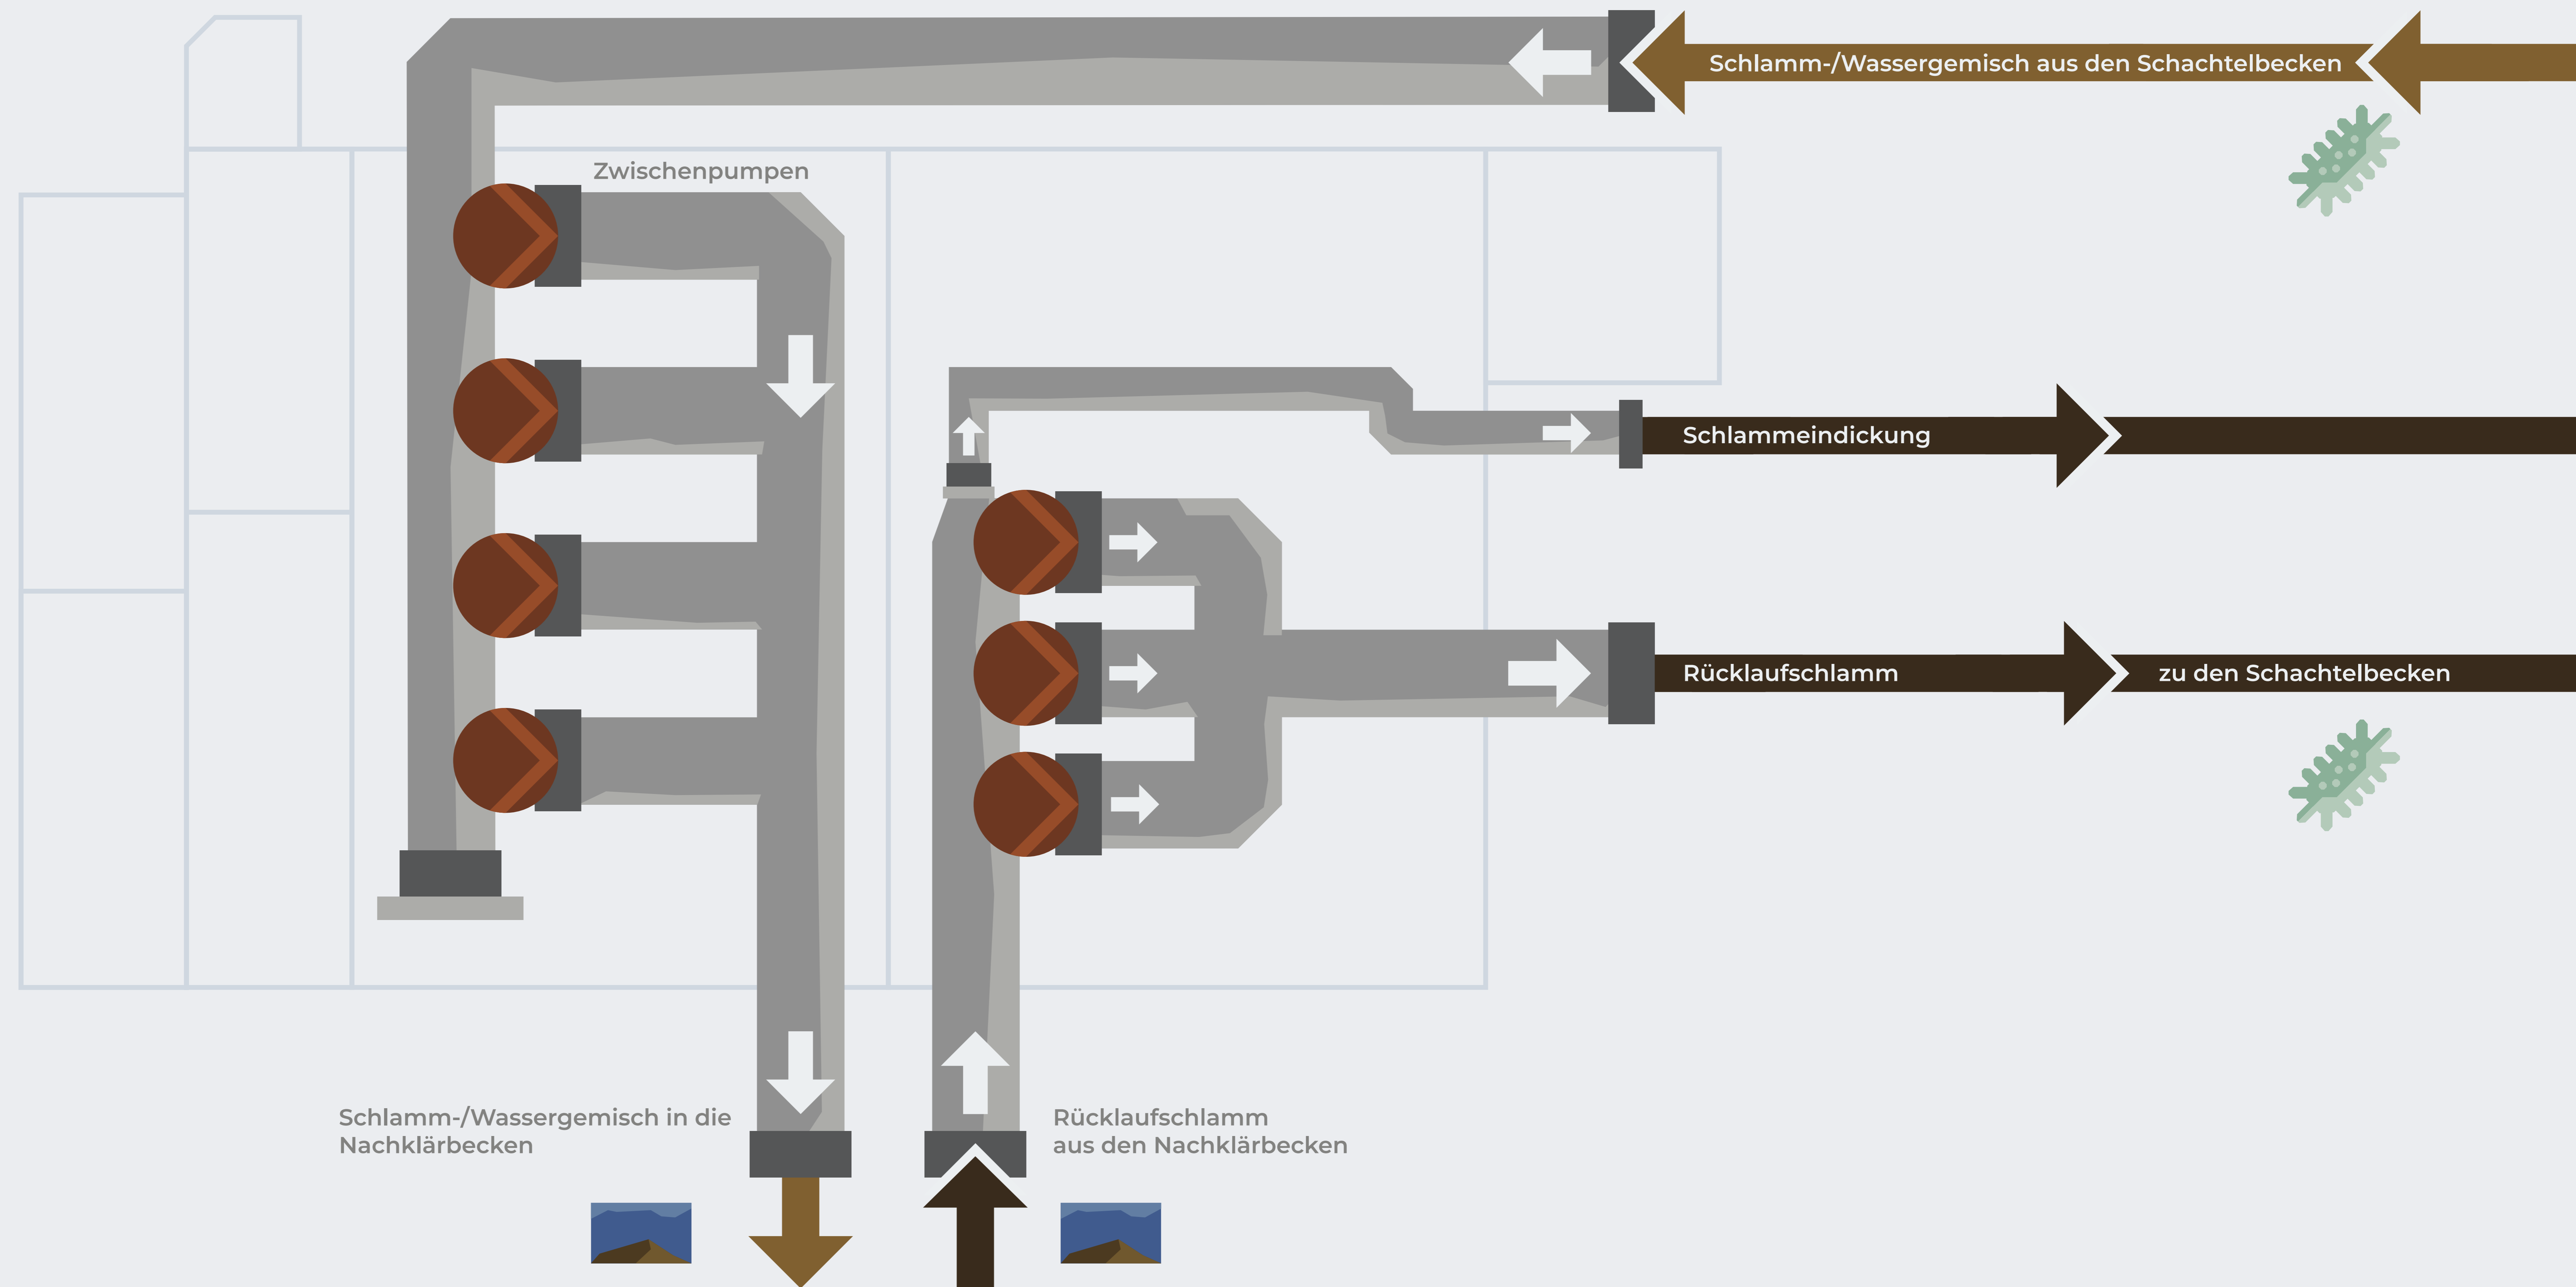 Schlamm-/Wassergemisch aus den Schachtelbecken
Zwischenpumpen
Schlammeindickung
Rücklaufschlamm
zu den Schachtelbecken
Schlamm-/Wassergemisch in die
Nachklärbecken
Rücklaufschlamm
aus den Nachklärbecken